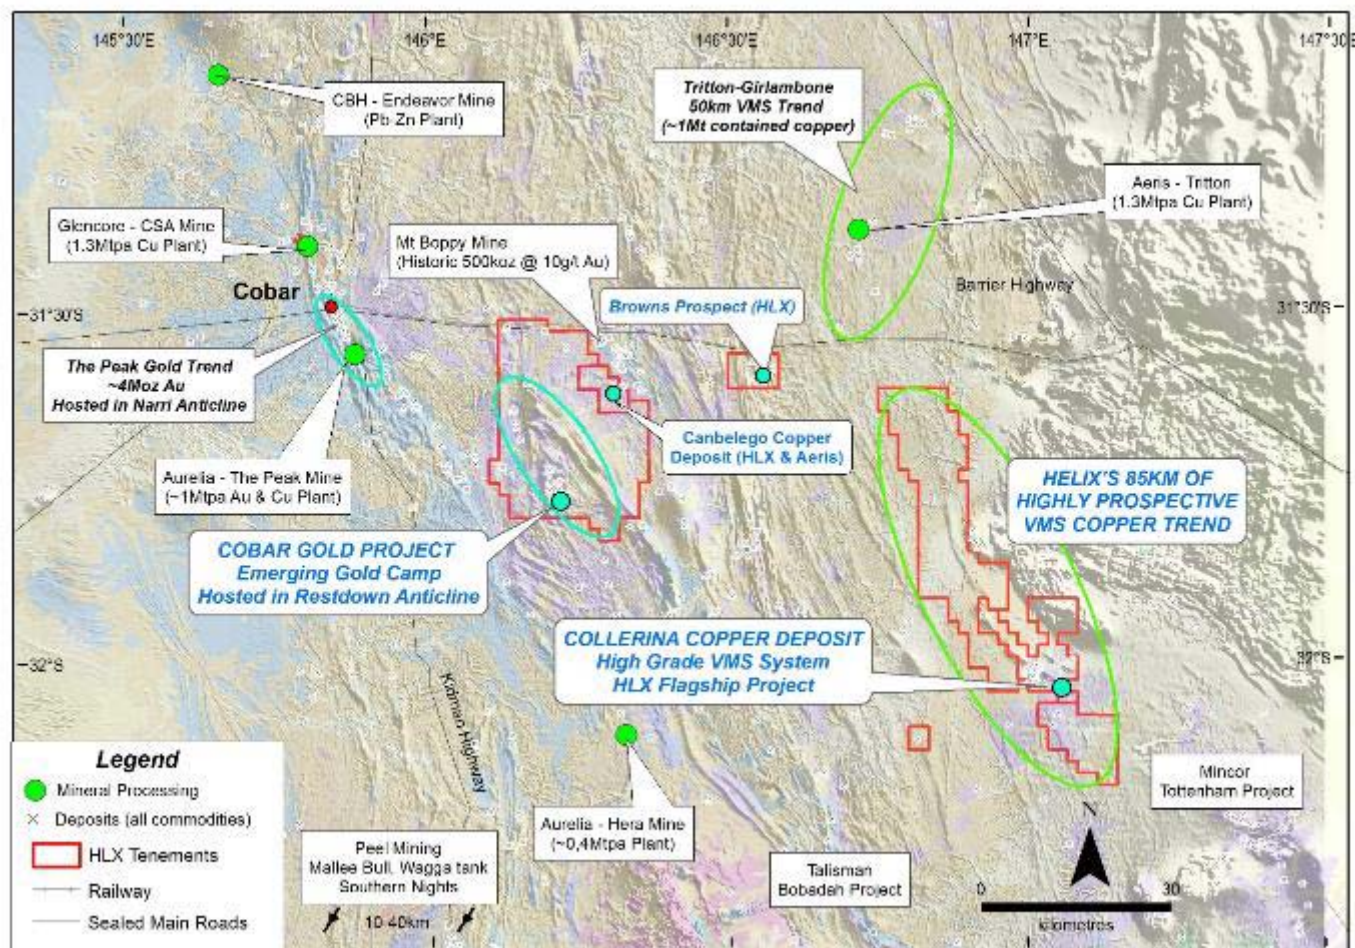 145°30'E
146°E
146°30'E
147°E
147°30'E
CBH - Endeavor Mine
(Pb Zn Plant)
Tritton-Girlambone
50km VMS Trend
(~1Mt contained copper)
Aeris - Tritton
(1.3Mtpa Cu Plant)
Glencore - CSA Mine
(1.3Mtpa Cu Plant)
Mt Boppy Mine
(Historic 500koz @ 10g/t Au)
Cobar
Barrier Highway
Browns Prospect (HLX)
31°30'S
31°30'S
The Peak Gold Trend
~4Moz Au
Hosted in Narri Anticline
Canbelego Copper
Deposit (HLX & Aeris)
Aurelia - The Peak Mine
(~1Mtpa Au & Cu Plant)
HELIX'S 85KM OF
HIGHLY PROSPECTIVE
VMS COPPER TREND
COBAR GOLD PROJECT
Emerging Gold Camp
Hosted in Restdown Anticline
COLLERINA COPPER DEPOSIT
High Grade VMS System
HLX Flagship Project
32°S
32°S
Kidman Highway
Legend
Mineral Processing
Deposits (all commodities)
HLX Tenements
Railway
Sealed Main Roads
Peel Mining
Mallee Bull, Wagga tank
Southern Nights
10-40km
Aurelia - Hera Mine
(~0,4Mtpa Plant)
Talisman
Bobadah Project
Mincor
Tottenham Project
N
0 30
kilometres